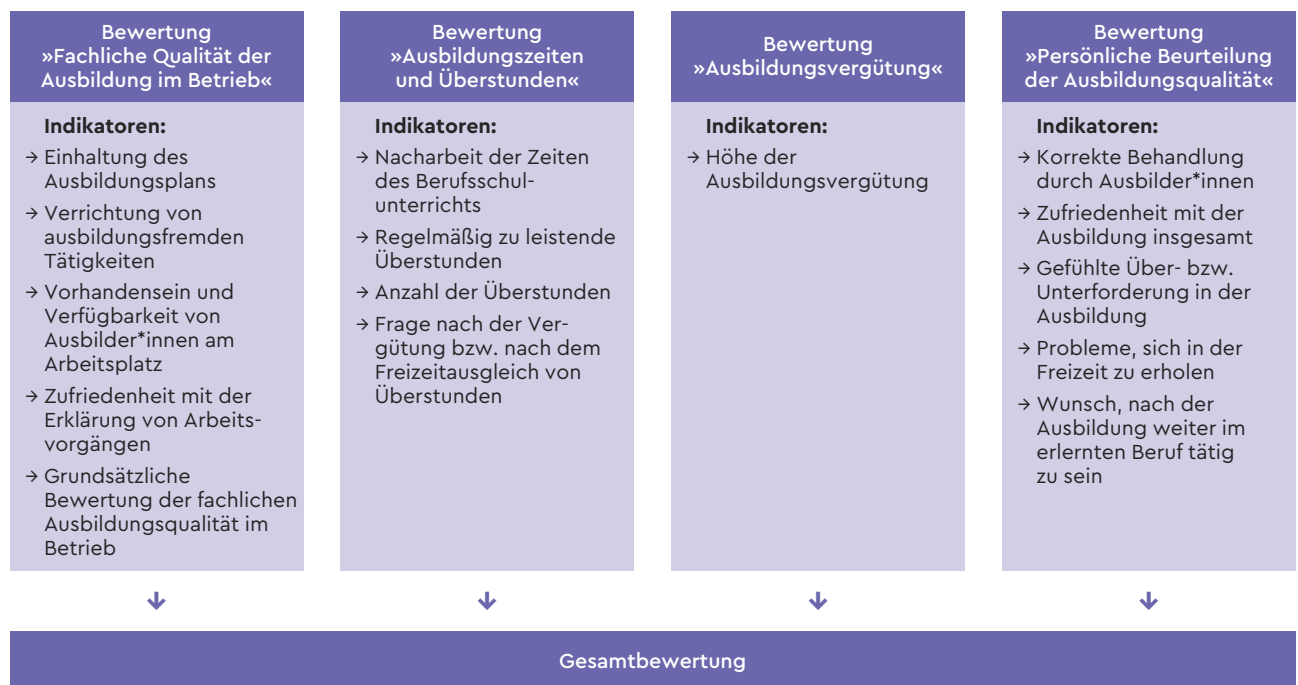 Bewertung
»Fachliche Qualität der
Ausbildung im Betrieb«
Indikatoren:
→ Einhaltung des
Ausbildungsplans
→ Verrichtung von
ausbildungsfremden
Tätigkeiten
→ Vorhandensein und
Verfügbarkeit von
Ausbilder*innen am
Arbeitsplatz
→ Zufriedenheit mit der
Erklärung von Arbeits-
vorgängen
→ Grundsätzliche
Bewertung der fachlichen
Ausbildungsqualität im
Betrieb
Bewertung
»Ausbildungszeiten
und Überstunden«
Indikatoren:
→ Nacharbeit der Zeiten
des Berufsschul-
unterrichts
→ Regelmäßig zu leistende
Überstunden
→ Anzahl der Überstunden
→ Frage nach der Ver-
gütung bzw. nach dem
Freizeitausgleich von
Überstunden
Bewertung
»Ausbildungsvergütung«
Indikatoren:
→ Höhe der
Ausbildungsvergütung
Bewertung
»Persönliche Beurteilung
der Ausbildungsqualität«
Indikatoren:
→ Korrekte Behandlung
durch Ausbilder*innen
→ Zufriedenheit mit der
Ausbildung insgesamt
→ Gefühlte Über- bzw.
Unterforderung in der
Ausbildung
→ Probleme, sich in der
Freizeit zu erholen
→ Wunsch, nach der
Ausbildung weiter im
erlernten Beruf tätig
zu sein
Gesamtbewertung